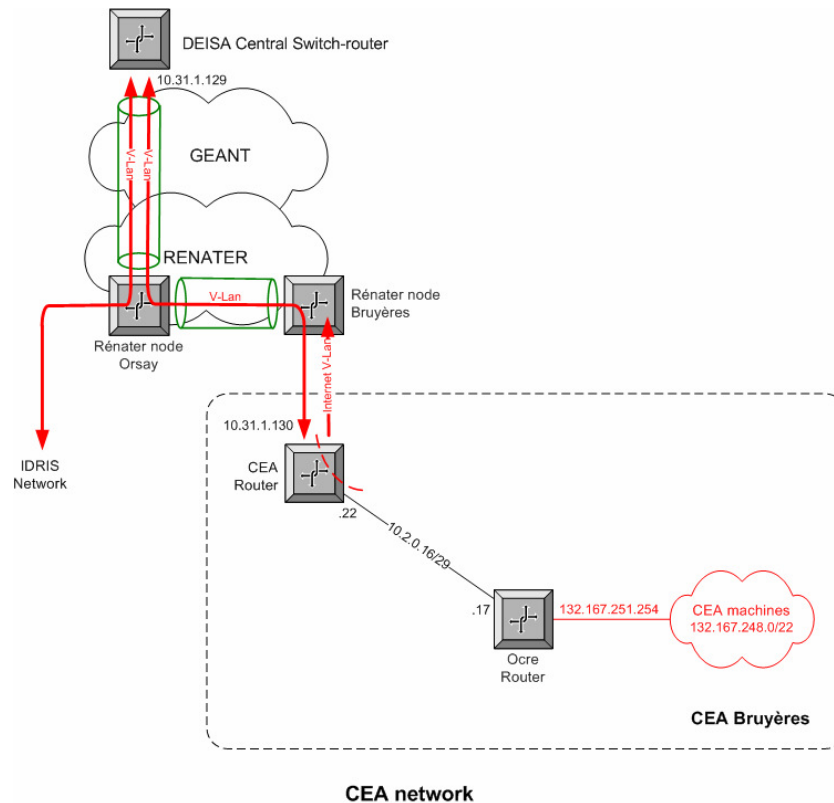 DEISA Central Switch-router
10.31.1.129
V-Lan
V-Lan
GEANT
RENATER
V-Lan
Rénater node
Orsay
Rénater node
Bruyères
Internet V-Lan
10.31.1.130
IDRIS
Network
CEA
Router
.22
10.2.0.16/29
.17
132.167.251.254
CEA machines
132.167.248.0/22
Ocre
Router
CEA Bruyères
CEA network